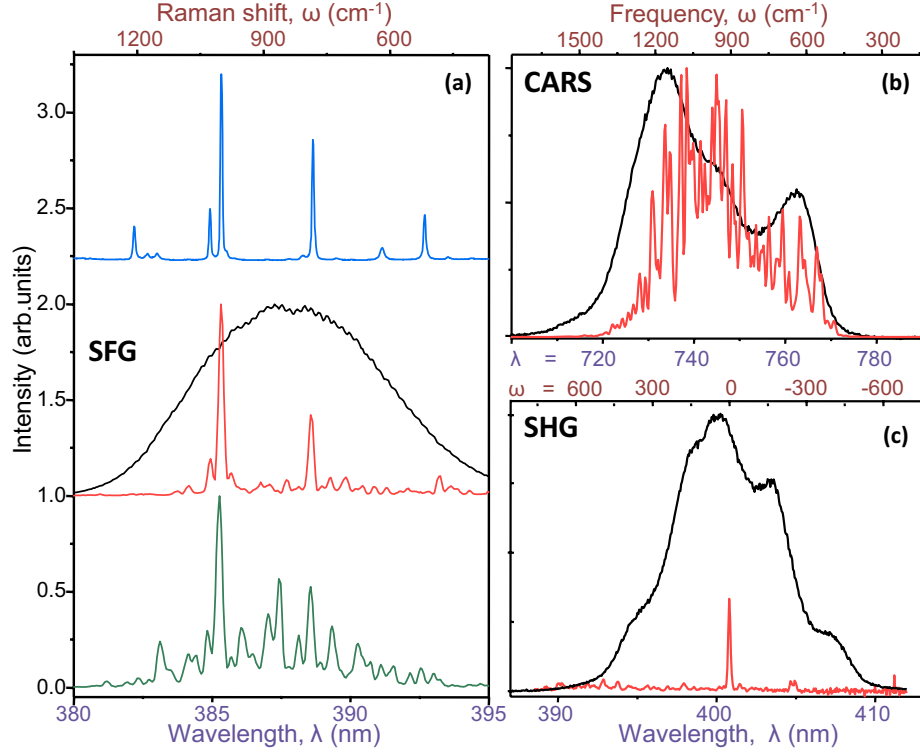 Raman shift, ω (cm⁻¹)
1200 900 600
Intensity (arb.units)
3.0
2.5
2.0
1.5
1.0
0.5
0.0
(a)
SFG
380 385 390 395
Wavelength, λ (nm)
Frequency, ω (cm⁻¹)
1500 1200 900 600 300
CARS
(b)
λ = 720 740 760 780
ω = 600 300 0 -300 -600
SHG
(c)
390 400 410
Wavelength, λ (nm)